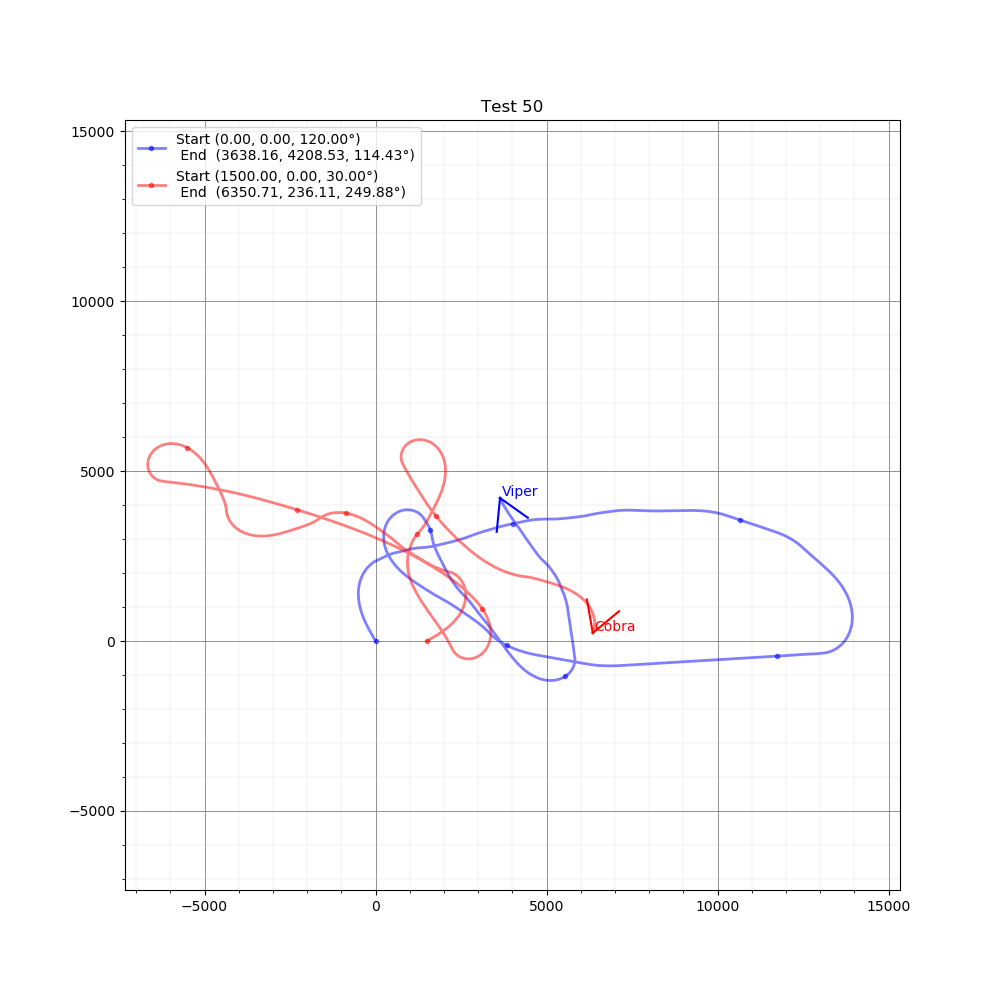 Test 50
Start (0.00, 0.00, 120.00°)
End (3638.16, 4208.53, 114.43°)
Start (1500.00, 0.00, 30.00°)
End (6350.71, 236.11, 249.88°)
15000
10000
5000
0
−5000
Viper
Cobra
−5000
0
5000
10000
15000